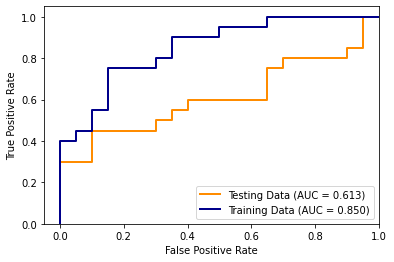 1.0
0.8
0.6
0.4
0.2
0.0
True Positive Rate
Testing Data (AUC = 0.613)
Training Data (AUC = 0.850)
0.0 0.2 0.4 0.6 0.8 1.0
False Positive Rate